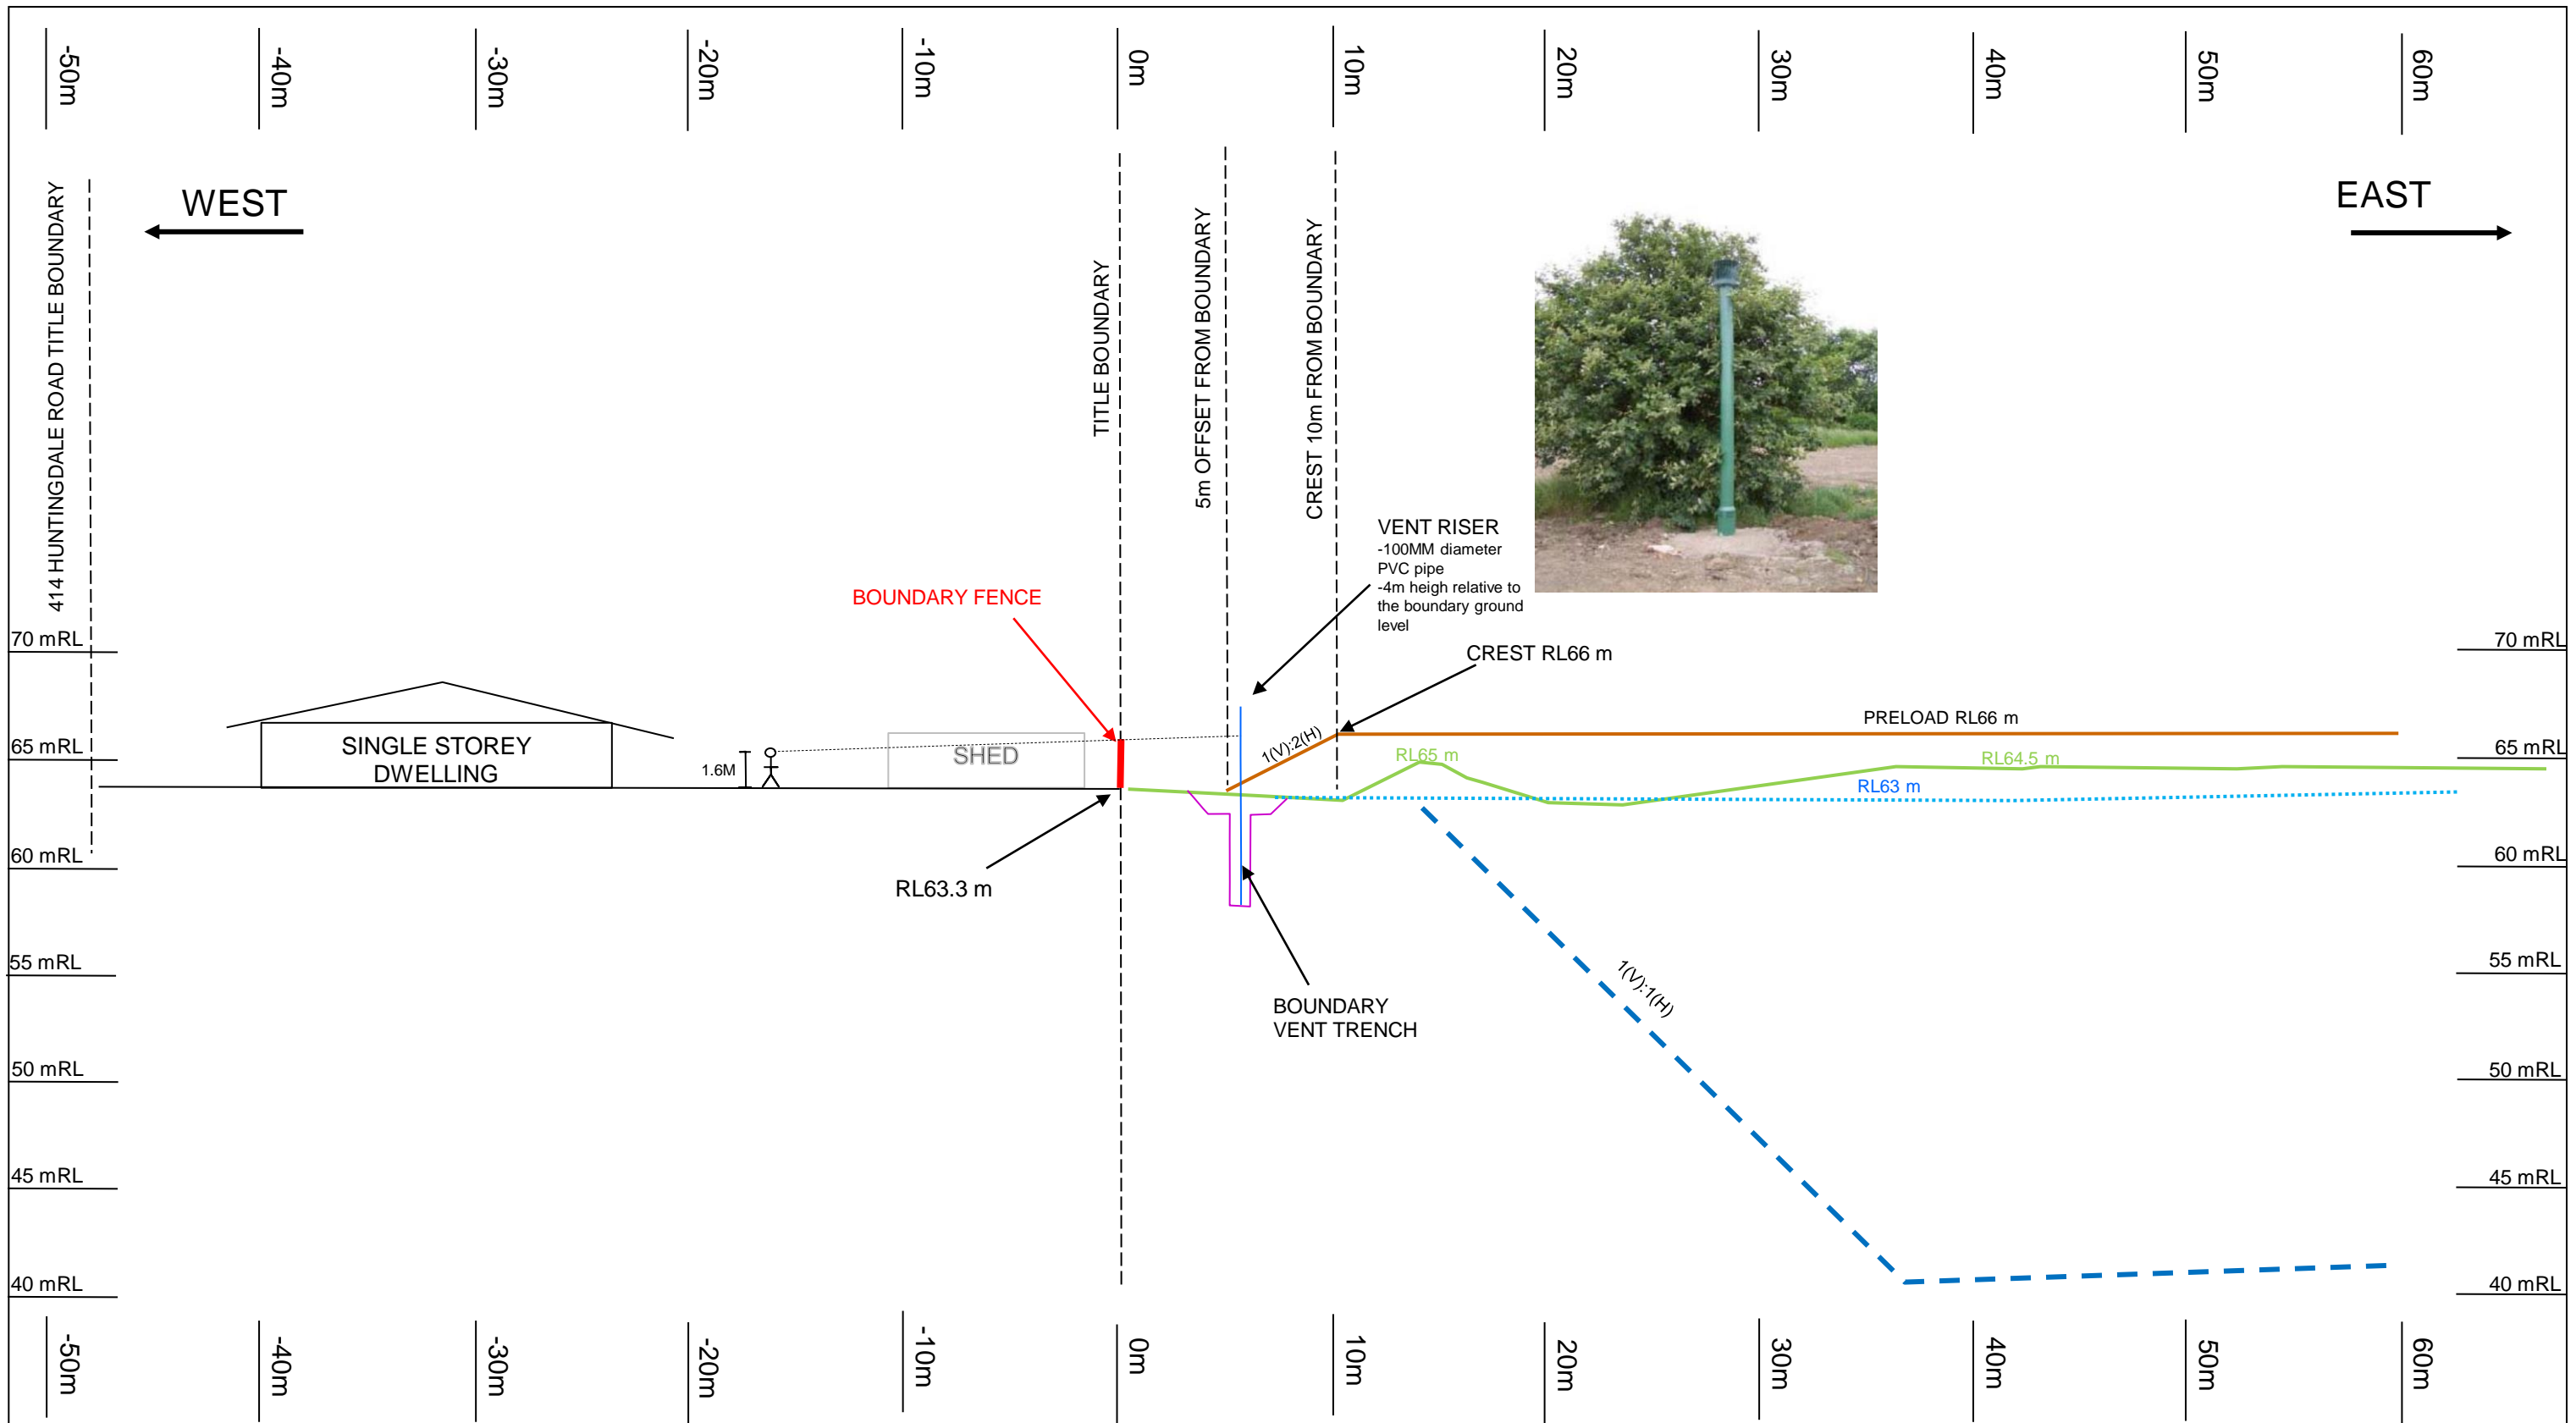 -50m
-40m
-30m
-20m
-10m
0m
10m
20m
30m
40m
50m
60m
WEST
EAST
414 HUNTINGDALE ROAD TITLE BOUNDARY
TITLE BOUNDARY
5m OFFSET FROM BOUNDARY
CREST 10m FROM BOUNDARY
VENT RISER
-100MM diameter
PVC pipe
-4m heigh relative to
the boundary ground
level
BOUNDARY FENCE
CREST RL66 m
70 mRL
70 mRL
PRELOAD RL66 m
65 mRL
65 mRL
SINGLE STOREY
DWELLING
1.6M
SHED
1(V):2(H)
RL65 m
RL64.5 m
RL63 m
60 mRL
60 mRL
RL63.3 m
55 mRL
55 mRL
1(V):1(H)
BOUNDARY
VENT TRENCH
50 mRL
50 mRL
45 mRL
45 mRL
40 mRL
40 mRL
-50m
-40m
-30m
-20m
-10m
0m
10m
20m
30m
40m
50m
60m